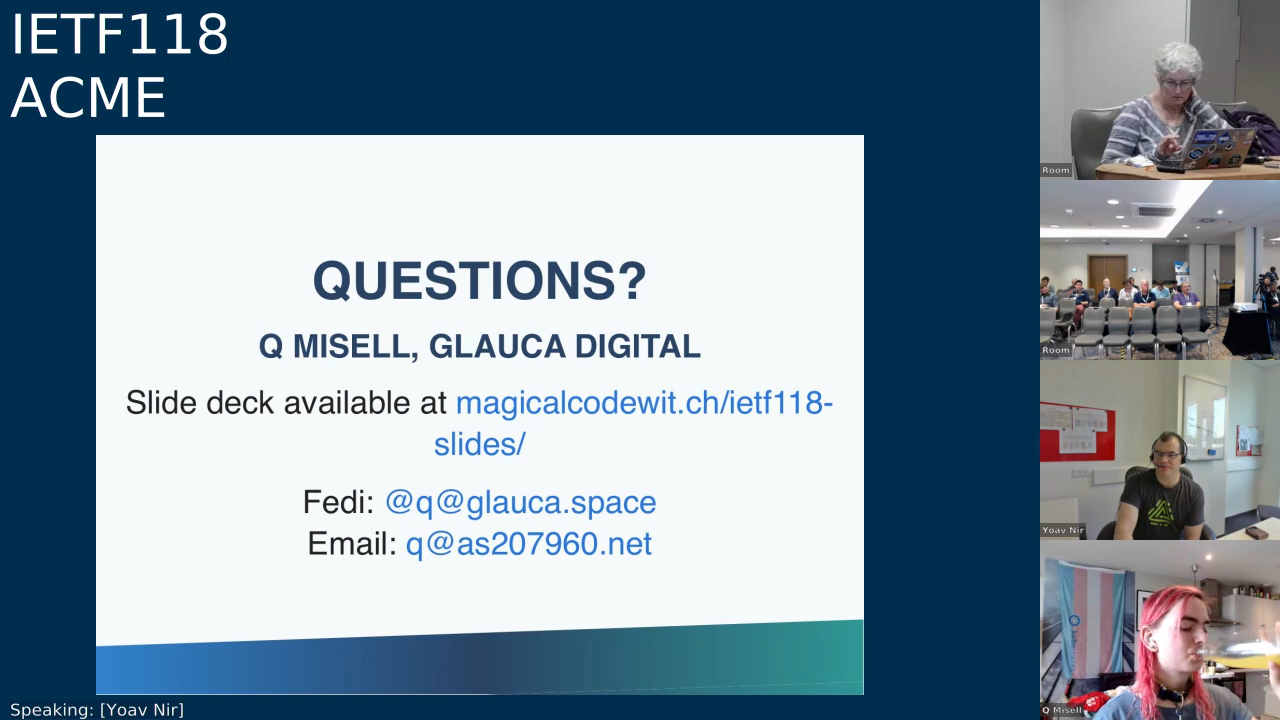 IETF118
ACME
QUESTIONS?
Q MISELL, GLAUCA DIGITAL
Slide deck available at magicalcodewit.ch/ietf118-
slides/
Fedi: @q@glauca.space
Email: q@as207960.net
Speaking: [Yoav Nir]
Room
Room
Yoav Nir
Q Misell